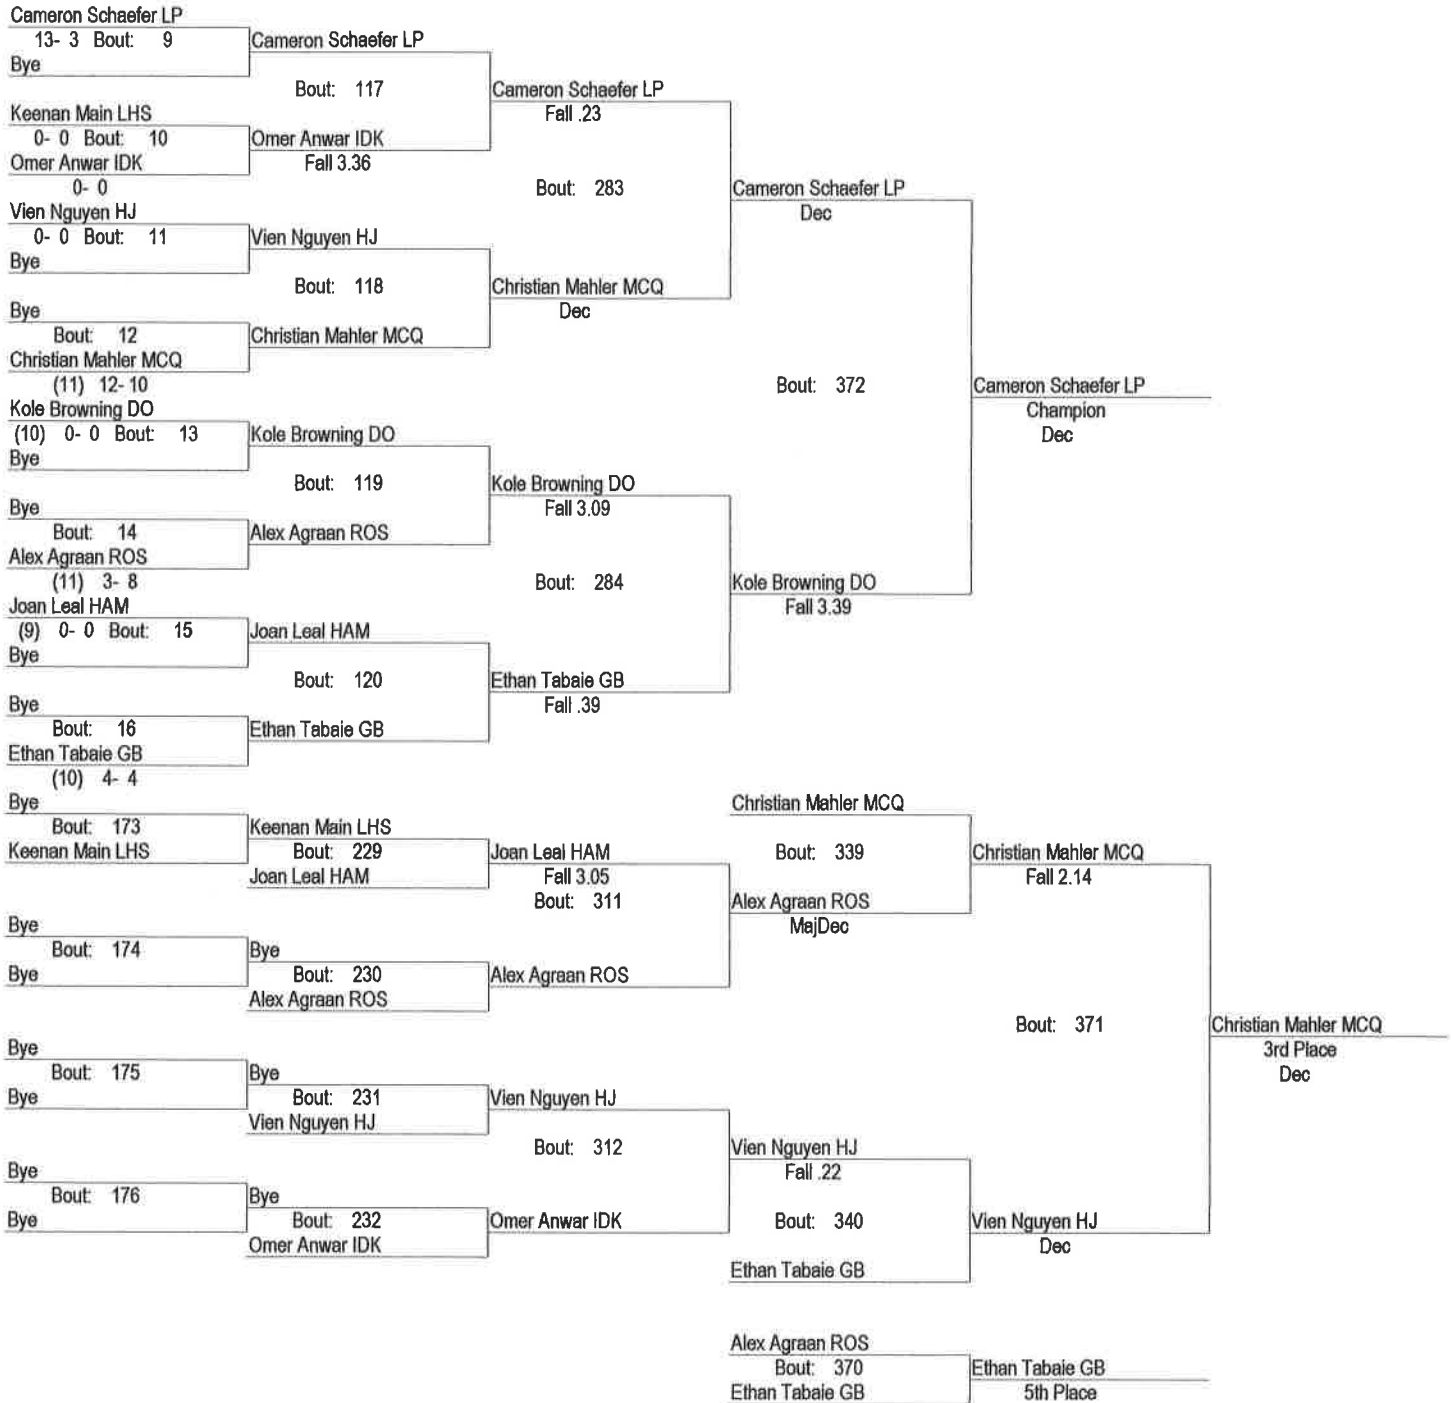 Cameron Schaefer LP
13- 3 Bout: 9
Bye
Cameron Schaefer LP
Bout: 117
Keenan Main LHS
0- 0 Bout: 10
Omer Anwar IDK
0- 0
Omer Anwar IDK
Fall 3.36
Cameron Schaefer LP
Fall .23
Bout: 283
Vien Nguyen HJ
0- 0 Bout: 11
Bye
Vien Nguyen HJ
Bout: 118
Bye
Bout: 12
Christian Mahler MCQ
(11) 12- 10
Christian Mahler MCQ
Christian Mahler MCQ
Dec
Cameron Schaefer LP
Dec
Bout: 372
Kole Browning DO
(10) 0- 0 Bout: 13
Bye
Kole Browning DO
Bout: 119
Bye
Bout: 14
Alex Agraan ROS
(11) 3- 8
Alex Agraan ROS
Kole Browning DO
Fall 3.09
Bout: 284
Joan Leal HAM
(9) 0- 0 Bout: 15
Bye
Joan Leal HAM
Bout: 120
Bye
Bout: 16
Ethan Tabaie GB
(10) 4- 4
Ethan Tabaie GB
Ethan Tabaie GB
Fall .39
Kole Browning DO
Fall 3.39
Cameron Schaefer LP
Champion
Dec
Bye
Bout: 173
Keenan Main LHS
Keenan Main LHS
Bout: 229
Joan Leal HAM
Joan Leal HAM
Fall 3.05
Bout: 311
Bye
Bout: 174
Bye
Bye
Bout: 230
Alex Agraan ROS
Alex Agraan ROS
Christian Mahler MCQ
Bout: 339
Alex Agraan ROS
MajDec
Christian Mahler MCQ
Fall 2.14
Bout: 371
Bye
Bout: 175
Bye
Bye
Bout: 231
Vien Nguyen HJ
Vien Nguyen HJ
Bout: 312
Bye
Bout: 176
Bye
Bye
Bout: 232
Omer Anwar IDK
Omer Anwar IDK
Vien Nguyen HJ
Fall .22
Bout: 340
Ethan Tabaie GB
Vien Nguyen HJ
Dec
Christian Mahler MCQ
3rd Place
Dec
Alex Agraan ROS
Bout: 370
Ethan Tabaie GB
Ethan Tabaie GB
5th Place